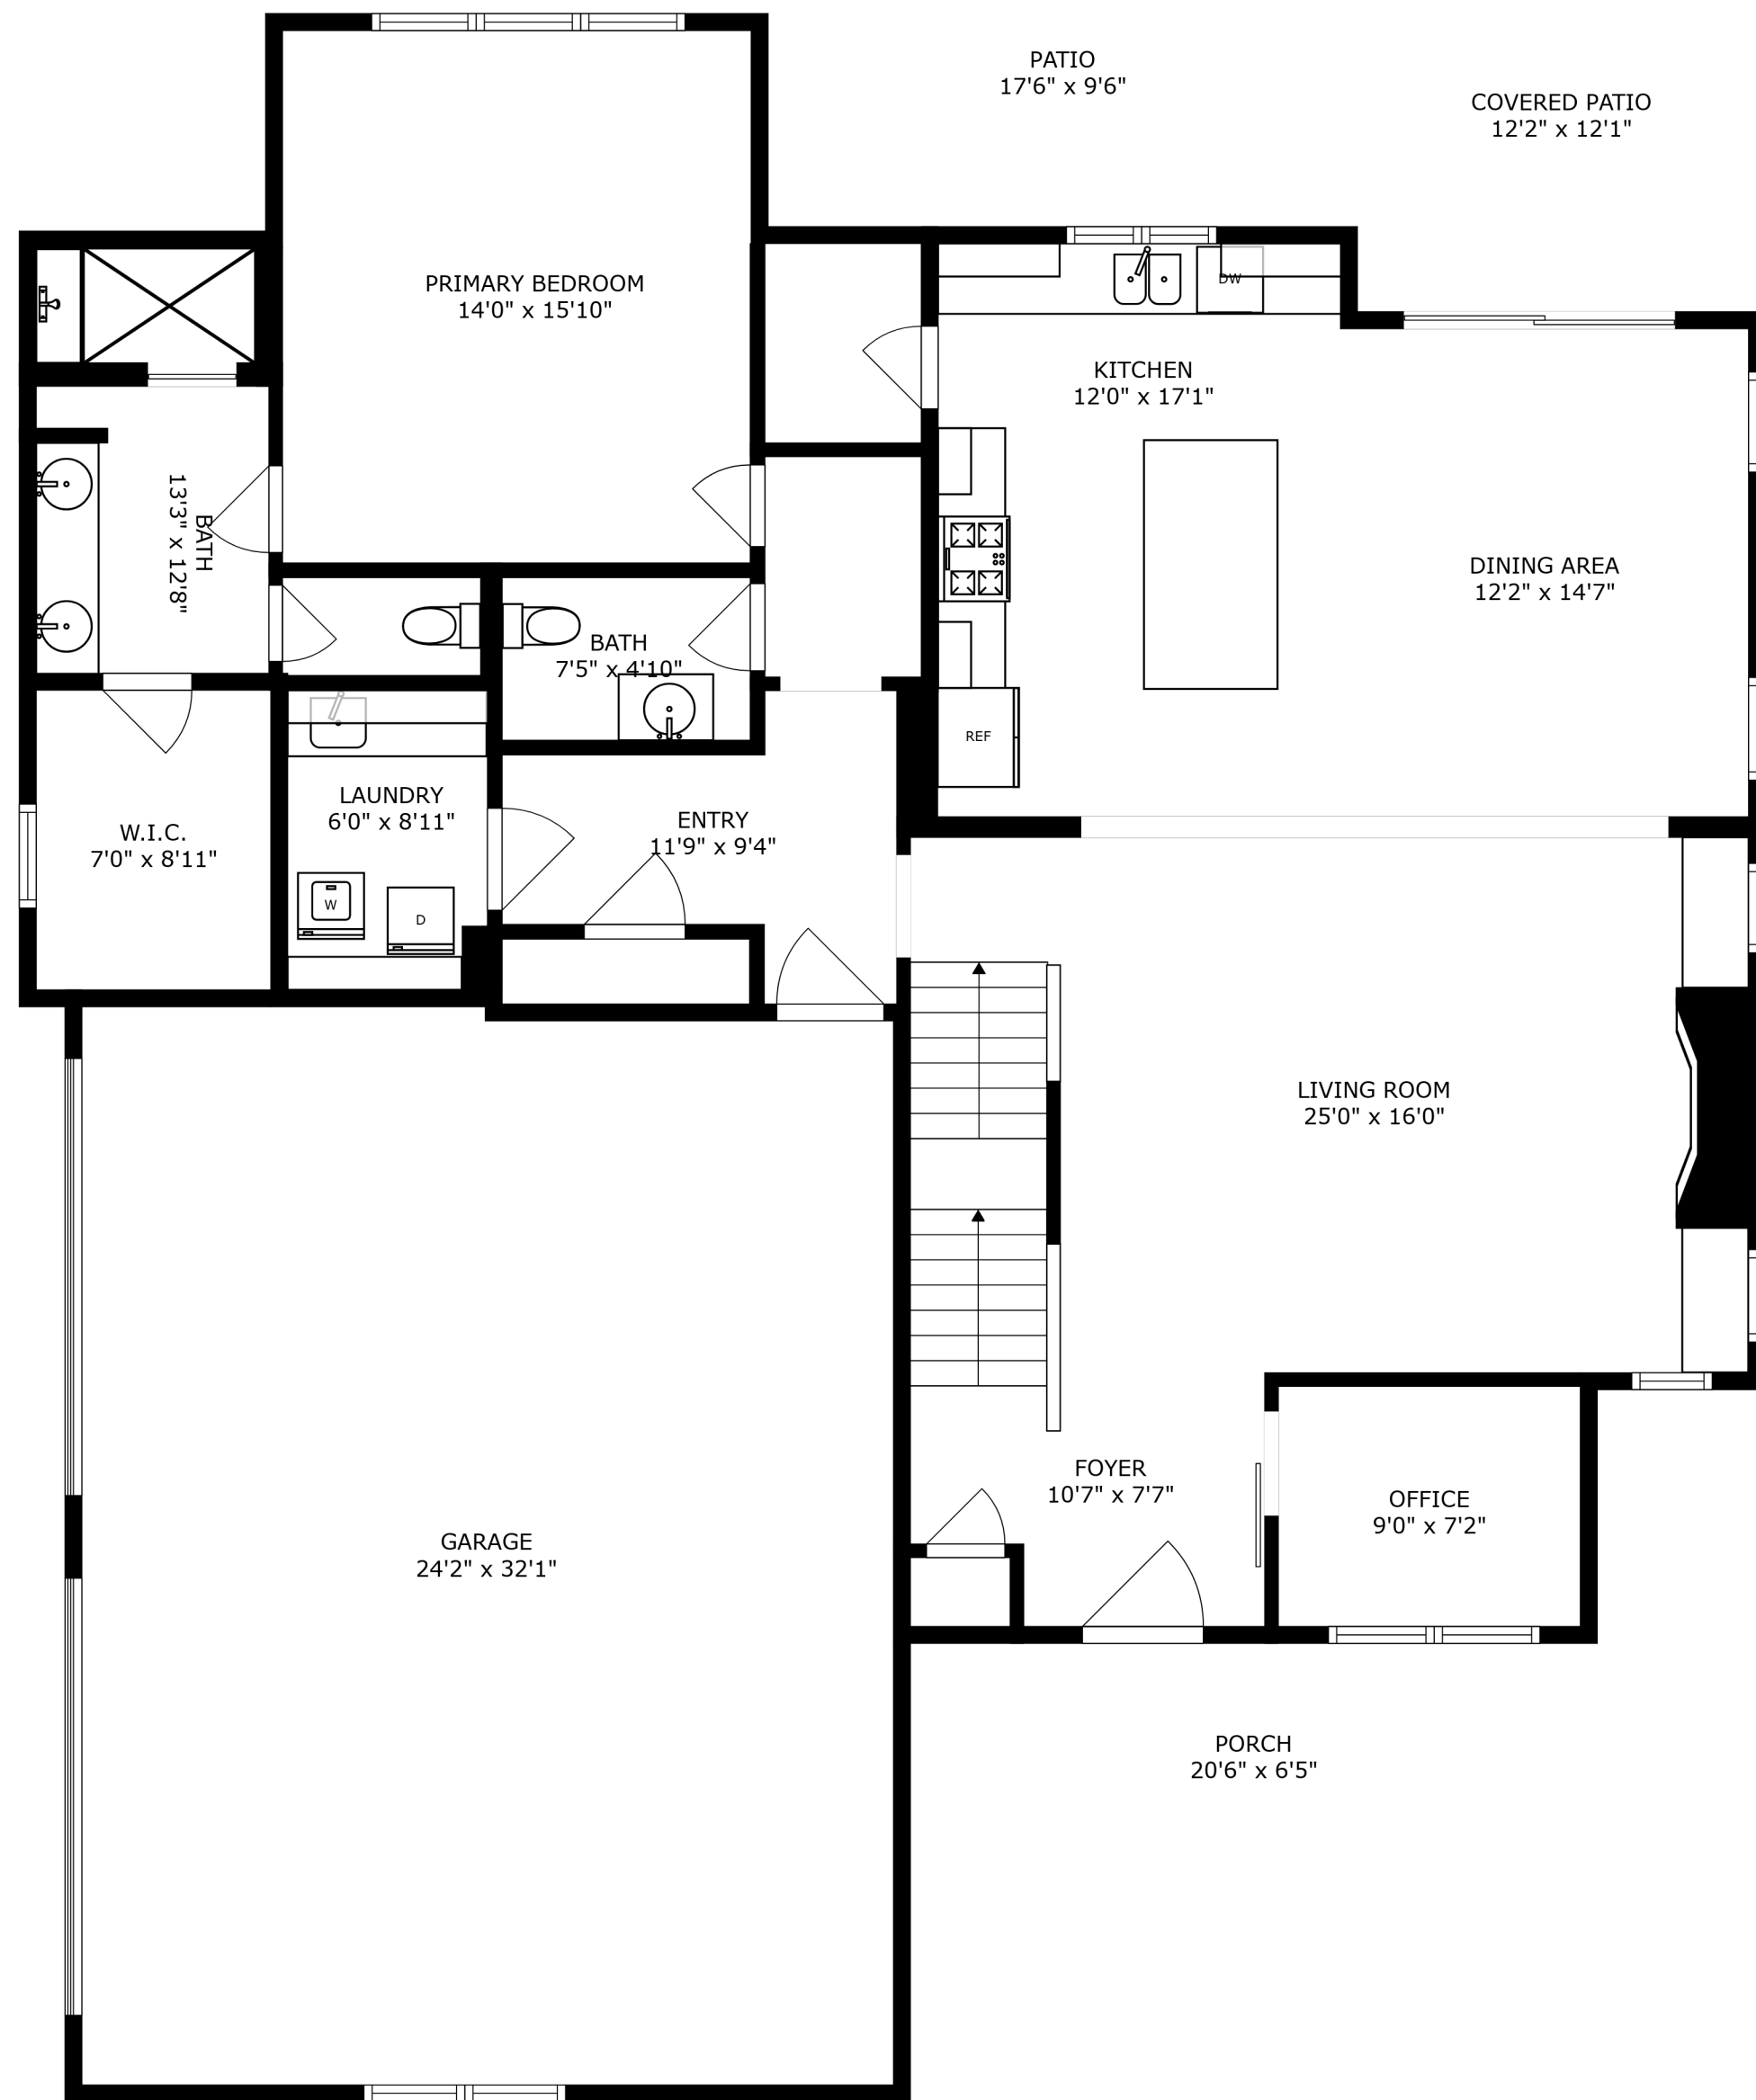 PATIO
17'6" x 9'6"
COVERED PATIO
12'2" x 12'1"
PRIMARY BEDROOM
14'0" x 15'10"
DW
KITCHEN
12'0" x 17'1"
BATH
13'3" x 12'8"
DINING AREA
12'2" x 14'7"
BATH
7'5" x 4'10"
REF
LAUNDRY
6'0" x 8'11"
ENTRY
11'9" x 9'4"
W.I.C.
7'0" x 8'11"
W
D
LIVING ROOM
25'0" x 16'0"
FOYER
10'7" x 7'7"
OFFICE
9'0" x 7'2"
GARAGE
24'2" x 32'1"
PORCH
20'6" x 6'5"